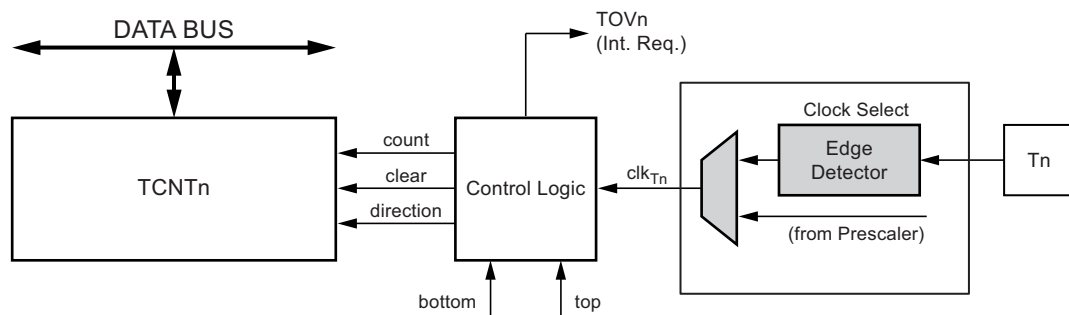 DATA BUS
TOVn
(Int. Req.)
TCNTn
count
clear
direction
Control Logic
clkTn
Clock Select
Edge
Detector
(from Prescaler)
Tn
bottom
top